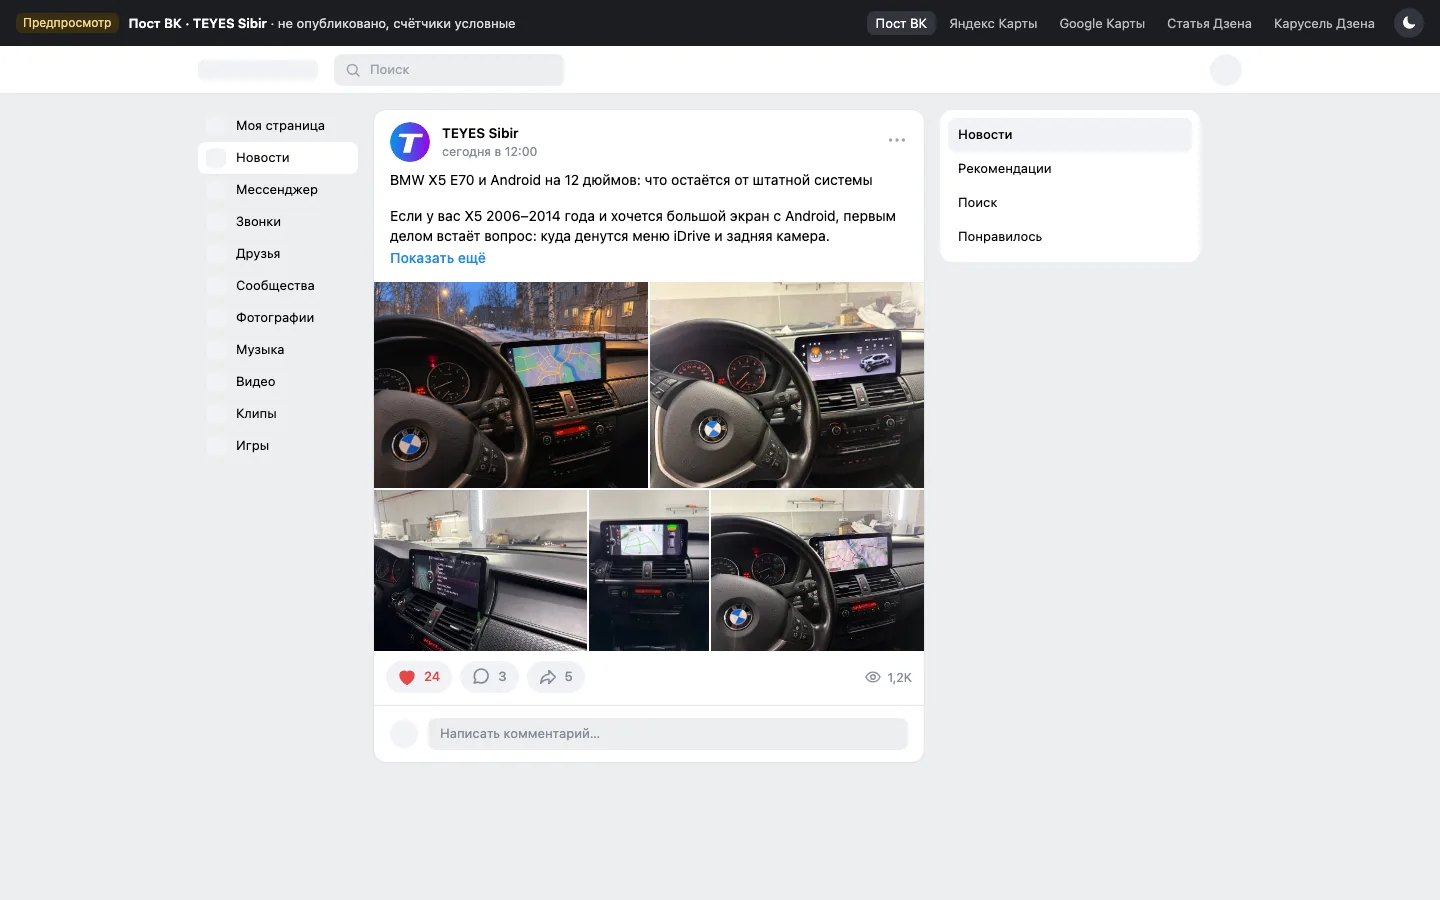 Предпросмотр Пост ВК · TEYES Sibir · не опубликовано, счётчики условные Пост ВК Яндекс Карты Google Карты Статья Дзена Карусель Дзена
Поиск
Моя страница
Новости
Мессенджер
Звонки
Друзья
Сообщества
Фотографии
Музыка
Видео
Клипы
Игры
TEYES Sibir
сегодня в 12:00
BMW X5 E70 и Android на 12 дюймов: что остаётся от штатной системы
Если у вас X5 2006–2014 года и хочется большой экран с Android, первым
делом встаёт вопрос: куда денутся меню iDrive и задняя камера.
Показать ещё
24 3 5 1,2K
Написать комментарий...
Новости
Рекомендации
Поиск
Понравилось